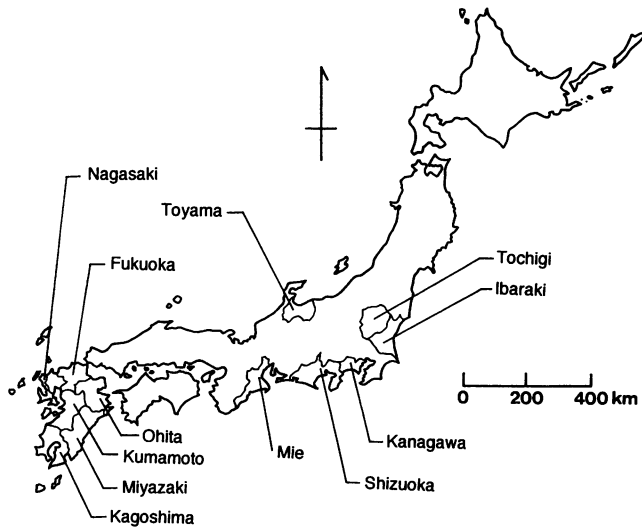 Nagasaki
Toyama
Fukuoka
Tochigi
Ibaraki
0 200 400 km
Ohita
Kanagawa
Kumamoto
Mie
Shizuoka
Miyazaki
Kagoshima